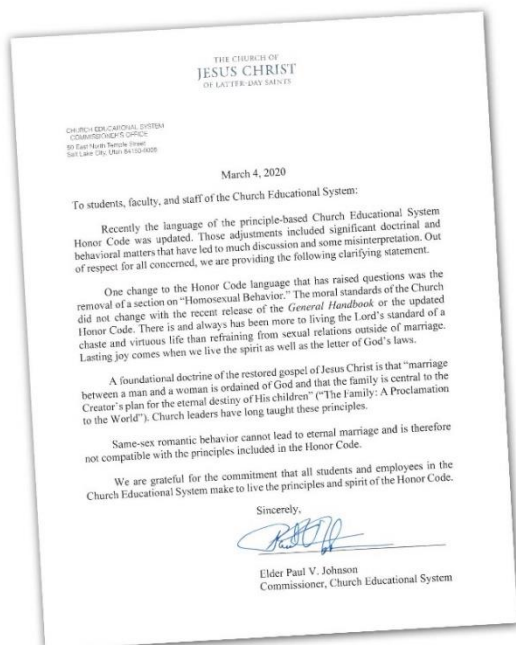 THE CHURCH OF
JESUS CHRIST
OF LATTER-DAY SAINTS
CHURCH EDUCATIONAL SYSTEM
COMMISSIONER'S OFFICE
50 East North Temple Street
Salt Lake City, Utah 84150-0028
March 4, 2020
To students, faculty, and staff of the Church Educational System:
Recently the language of the principle-based Church Educational System
Honor Code was updated. Those adjustments included significant doctrinal and
behavioral matters that have led to much discussion and some misinterpretation. Out
of respect for all concerned, we are providing the following clarifying statement.
One change to the Honor Code language that has raised questions was the
removal of a section on “Homosexual Behavior.” The moral standards of the Church
did not change with the recent release of the General Handbook or the updated
Honor Code. There is and always has been more to living the Lord’s standard of a
chaste and virtuous life than refraining from sexual relations outside of marriage.
Lasting joy comes when we live the spirit as well as the letter of God’s laws.
A foundational doctrine of the restored gospel of Jesus Christ is that “marriage
between a man and a woman is ordained of God and that the family is central to the
Creator’s plan for the eternal destiny of His children” (“The Family: A Proclamation
to the World”). Church leaders have long taught these principles.
Same-sex romantic behavior cannot lead to eternal marriage and is therefore
not compatible with the principles included in the Honor Code.
We are grateful for the commitment that all students and employees in the
Church Educational System make to live the principles and spirit of the Honor Code.
Sincerely,
Elder Paul V. Johnson
Commissioner, Church Educational System